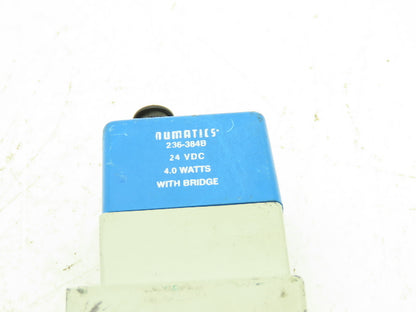 numatics
236-384B
24 VDC
4.0 WATTS
WITH BRIDGE